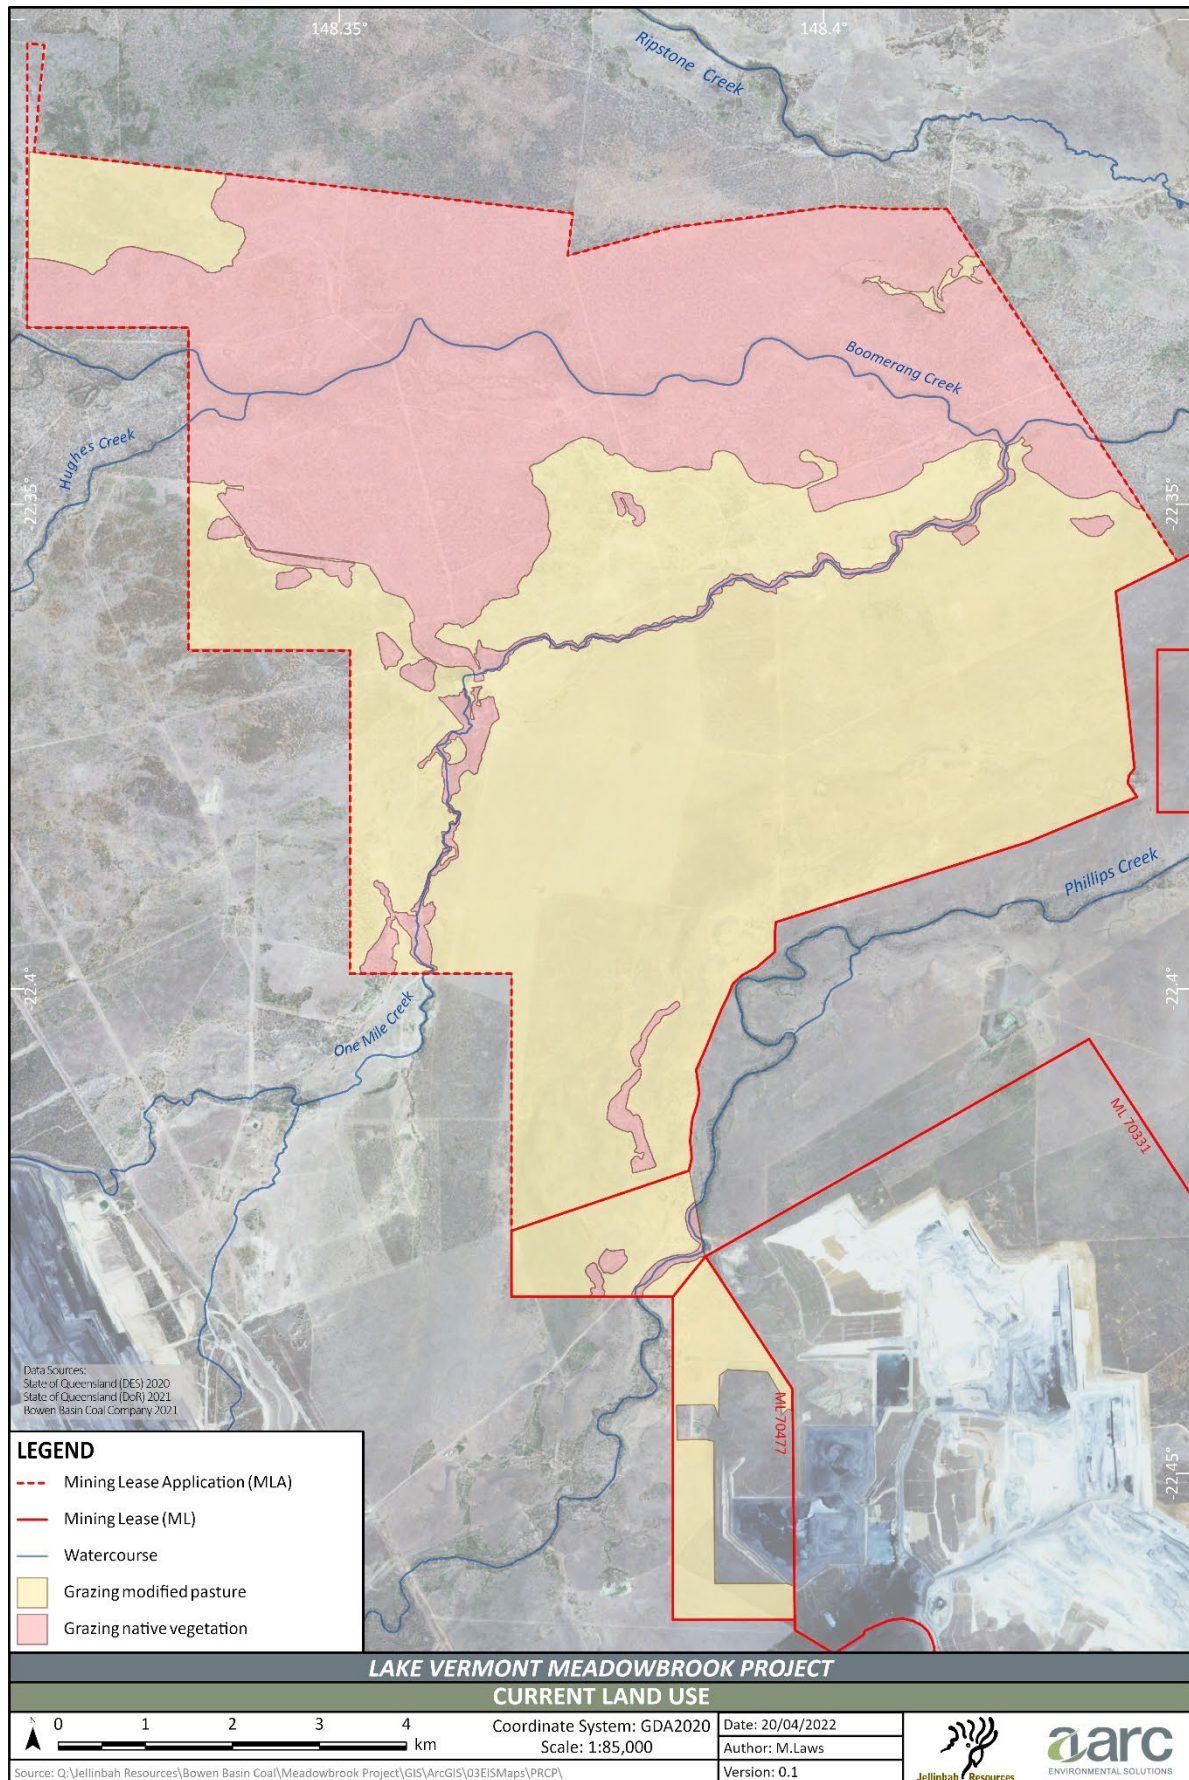 148.35°
148.4°
Ripstone Creek
Boomerang Creek
Hughes Creek
-22.35°
-22.35°
Phillips Creek
-22.4°
-22.4°
One Mile Creek
ML 70331
ML 70477
-22.45°
Data Sources:
State of Queensland (DES) 2020
State of Queensland (DoR) 2021
Bowen Basin Coal Company 2021
LEGEND
Mining Lease Application (MLA)
Mining Lease (ML)
Watercourse
Grazing modified pasture
Grazing native vegetation
LAKE VERMONT MEADOWBROOK PROJECT
CURRENT LAND USE
N
0 1 2 3 4
km
Coordinate System: GDA2020
Scale: 1:85,000
Date: 20/04/2022
Author: M.Laws
Version: 0.1
Source: Q:\Jellinbah Resources\Bowen Basin Coal\Meadowbrook Project\GIS\ArcGIS\03EISMaps\PRCP\
Jellinbah Resources
aarc
ENVIRONMENTAL SOLUTIONS